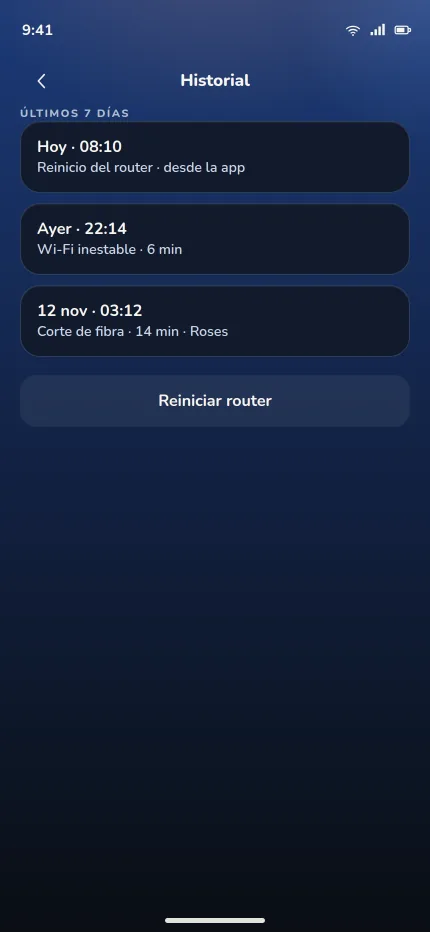 9:41
Historial
ÚLTIMOS 7 DÍAS
Hoy · 08:10
Reinicio del router · desde la app
Ayer · 22:14
Wi-Fi inestable · 6 min
12 nov · 03:12
Corte de fibra · 14 min · Roses
Reiniciar router